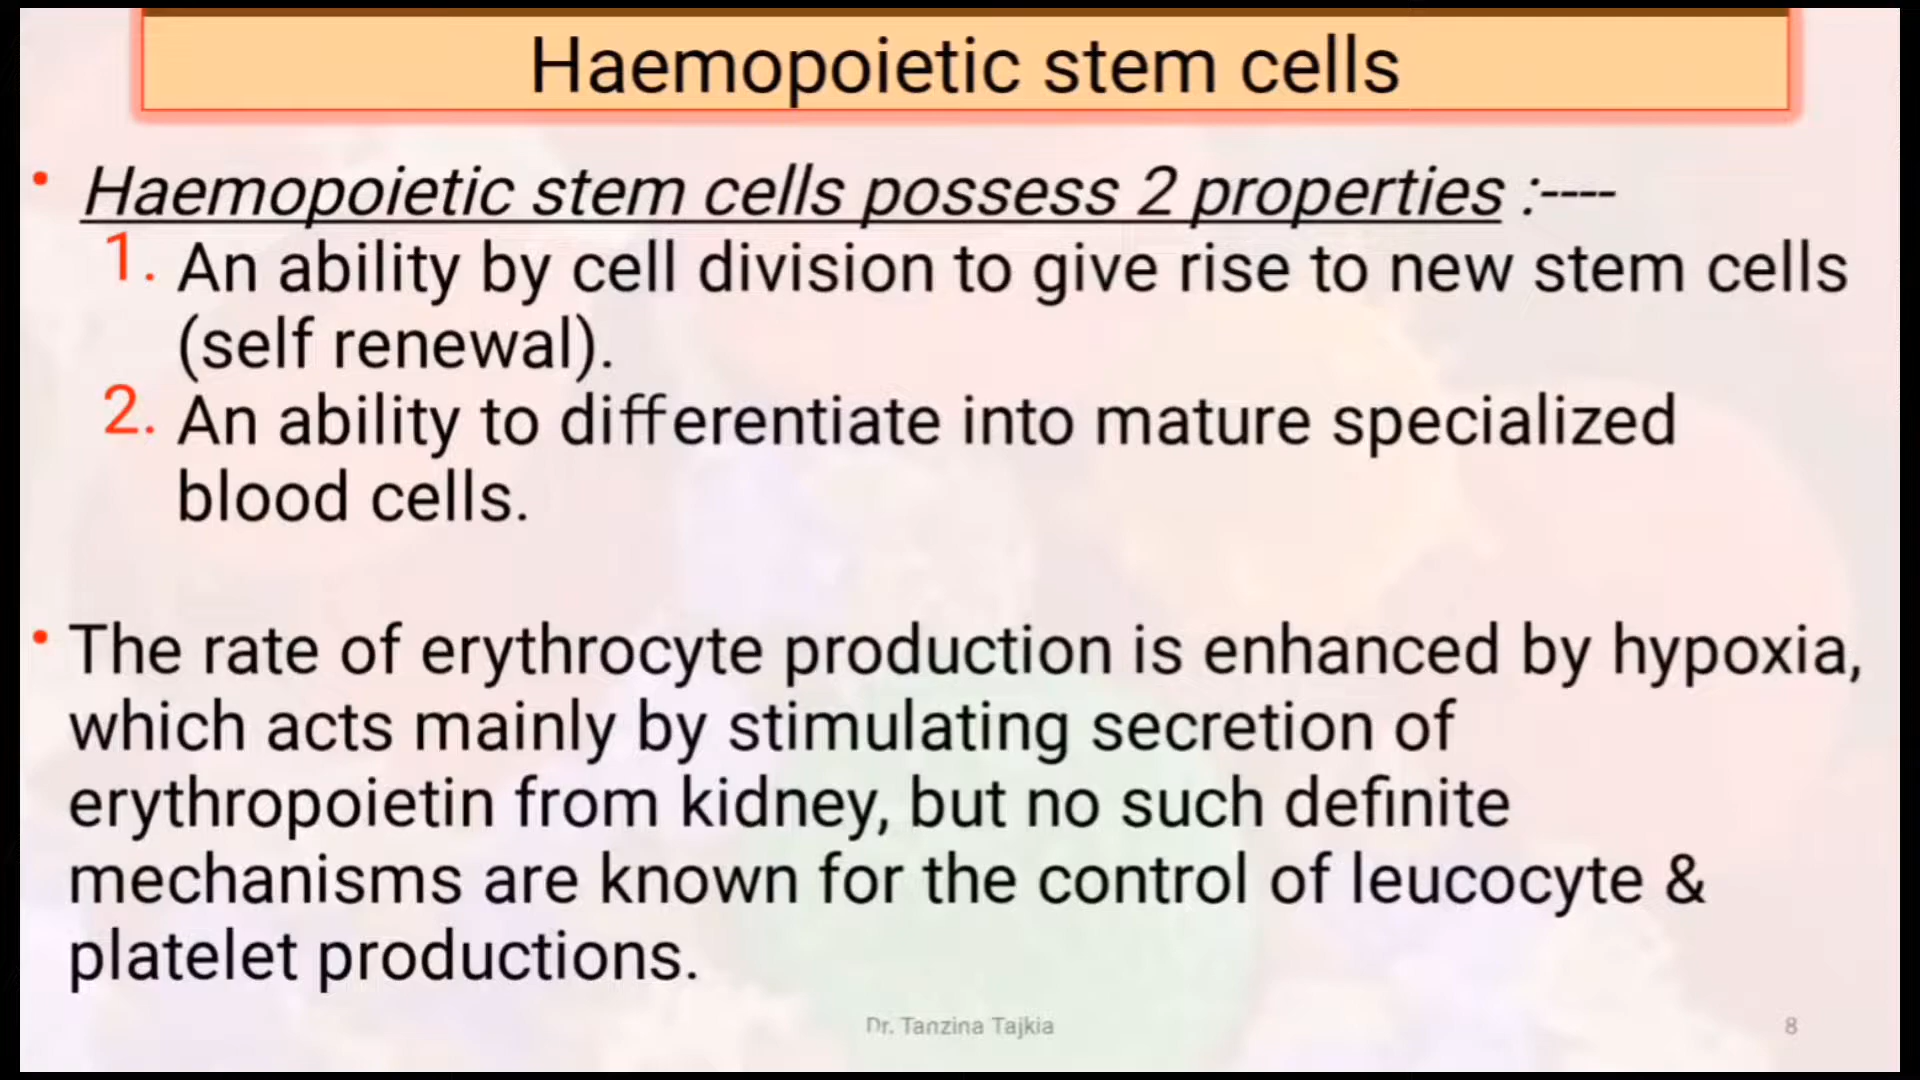 Haemopoietic stem cells
• Haemopoietic stem cells possess 2 properties :----
1. An ability by cell division to give rise to new stem cells
(self renewal).
2. An ability to differentiate into mature specialized
blood cells.
• The rate of erythrocyte production is enhanced by hypoxia,
which acts mainly by stimulating secretion of
erythropoietin from kidney, but no such definite
mechanisms are known for the control of leucocyte &
platelet productions.
Dr. Tanzina Tajkia
8